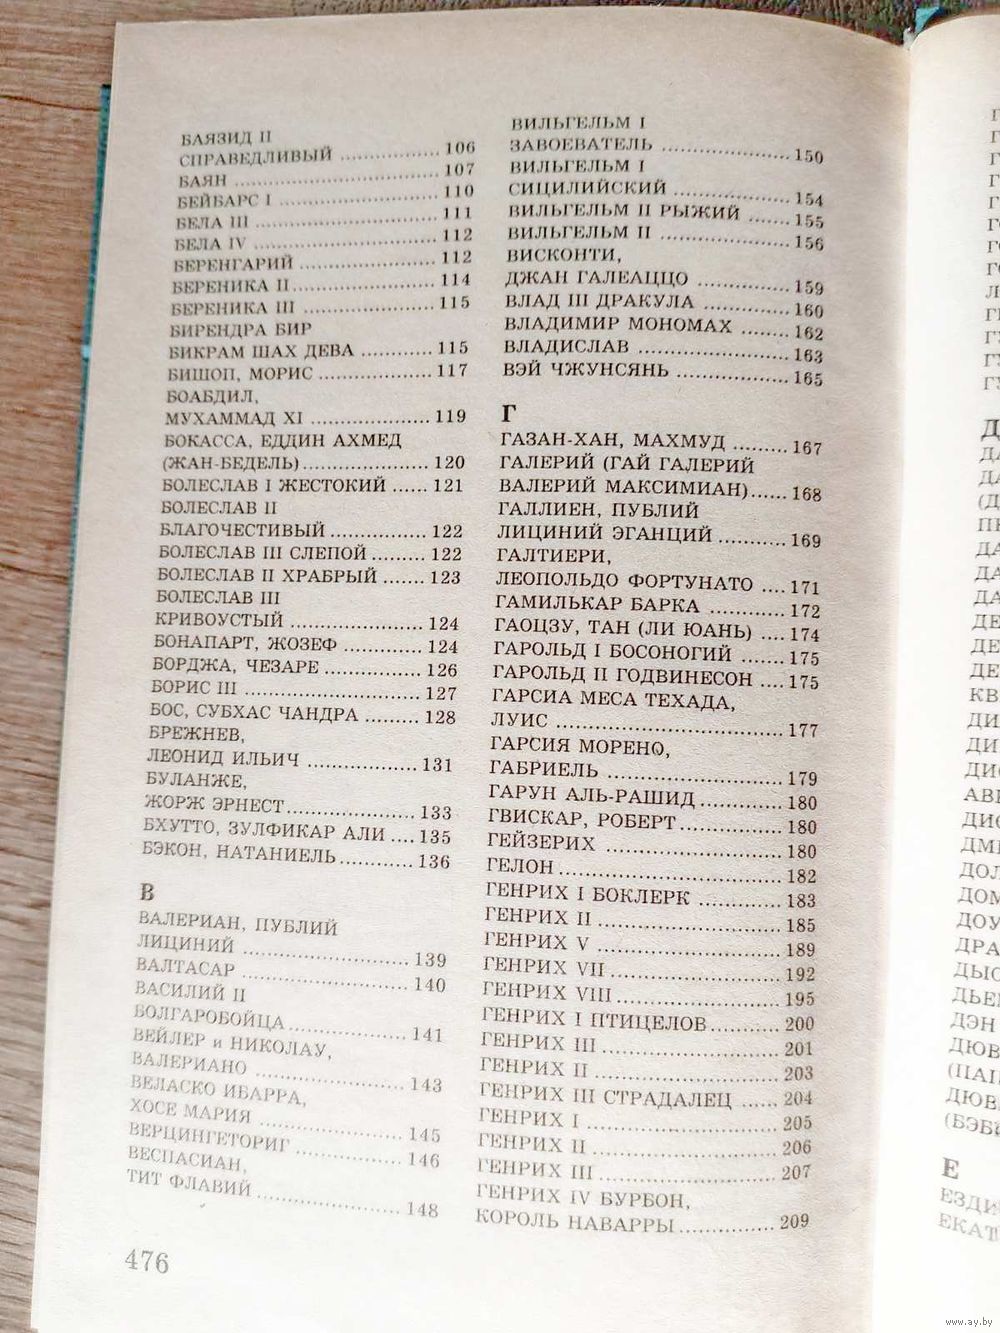 БАЯЗИД II
СПРАВЕДЛИВЫЙ ................ 106
БАЯН ................................ 107
БЕЙБАРС I ........................ 110
БЕЛА III ............................ 111
БЕЛА IV ............................ 112
БЕРЕНГАРИЙ .................... 112
БЕРЕНИКА II ..................... 114
БЕРЕНИКА III .................... 115
БИРЕНДРА БИР
БИКРАМ ШАХ ДЕВА ............ 115
БИШОП, МОРИС .................. 117
БОАБДИЛ,
МУХАММАД XI ................... 119
БОКАССА, ЕДДИН АХМЕД
(ЖАН-БЕДЕЛЬ) ................... 120
БОЛЕСЛАВ I ЖЕСТОКИЙ ...... 121
БОЛЕСЛАВ II
БЛАГОЧЕСТИВЫЙ ............... 122
БОЛЕСЛАВ III СЛЕПОЙ ......... 122
БОЛЕСЛАВ II ХРАБРЫЙ ....... 123
БОЛЕСЛАВ III
КРИВОУСТЫЙ ..................... 124
БОНАПАРТ, ЖОЗЕФ ............. 124
БОРДЖА, ЧЕЗАРЕ ................ 126
БОРИС III ........................... 127
БОС, СУБХАС ЧАНДРА ......... 128
БРЕЖНЕВ,
ЛЕОНИД ИЛЬИЧ .................. 131
БУЛАНЖЕ,
ЖОРЖ ЭРНЕСТ .................... 133
БХУТТО, ЗУЛФИКАР АЛИ .... 135
БЭКОН, НАТАНИЕЛЬ ............ 136
В
ВАЛЕРИАН, ПУБЛИЙ
ЛИЦИНИЙ .......................... 139
ВАЛТАСАР ......................... 140
ВАСИЛИЙ II
БОЛГАРОБОЙЦА .................. 141
ВЕЙЛЕР и НИКОЛАУ,
ВАЛЕРИАНО ....................... 143
ВЕЛАСКО ИБАРРА,
ХОСЕ МАРИЯ ...................... 145
ВЕРЦИНГЕТОРИГ ................. 146
ВЕСПАСИАН,
ТИТ ФЛАВИЙ ...................... 148
476
ВИЛЬГЕЛЬМ I
ЗАВОЕВАТЕЛЬ .................... 150
ВИЛЬГЕЛЬМ I
СИЦИЛИЙСКИЙ ................... 154
ВИЛЬГЕЛЬМ II РЫЖИЙ ....... 155
ВИЛЬГЕЛЬМ II .................... 156
ВИСКОНТИ,
ДЖАН ГАЛЕАЦЦО ................ 159
ВЛАД III ДРАКУЛА .............. 160
ВЛАДИМИР МОНОМАХ ........ 162
ВЛАДИСЛАВ ....................... 163
ВЭЙ ЧЖУНСЯНЬ ................. 165
Г
ГАЗАН-ХАН, МАХМУД ......... 167
ГАЛЕРИЙ (ГАЙ ГАЛЕРИЙ
ВАЛЕРИЙ МАКСИМИАН) ...... 168
ГАЛЛИЕН, ПУБЛИЙ
ЛИЦИНИЙ ЭГАНЦИЙ ........... 169
ГАЛТИЕРИ,
ЛЕОПОЛЬДО ФОРТУНАТО .... 171
ГАМИЛЬКАР БАРКА ............ 172
ГАОЦЗУ, ТАН (ЛИ ЮАНЬ) .... 174
ГАРОЛЬД I БОСОНОГИЙ ....... 175
ГАРОЛЬД II ГОДВИНЕСОН .... 175
ГАРСИА МЕСА ТЕХАДА,
ЛУИС ................................. 177
ГАРСИЯ МОРЕНО,
ГАБРИЕЛЬ .......................... 179
ГАРУН АЛЬ-РАШИД ............. 180
ГВИСКАР, РОБЕРТ ............... 180
ГЕЙЗЕРИХ .......................... 180
ГЕЛОН ................................ 182
ГЕНРИХ I БОКЛЕРК ............. 183
ГЕНРИХ II .......................... 185
ГЕНРИХ V ........................... 189
ГЕНРИХ VII ......................... 192
ГЕНРИХ VIII ........................ 195
ГЕНРИХ I ПТИЦЕЛОВ ........... 200
ГЕНРИХ III .......................... 201
ГЕНРИХ II ........................... 203
ГЕНРИХ III СТРАДАЛЕЦ ...... 204
ГЕНРИХ I ............................ 205
ГЕНРИХ II ........................... 206
ГЕНРИХ III .......................... 207
ГЕНРИХ IV БУРБОН,
КОРОЛЬ НАВАРРЫ .............. 209
Д
Е
www.ay.by